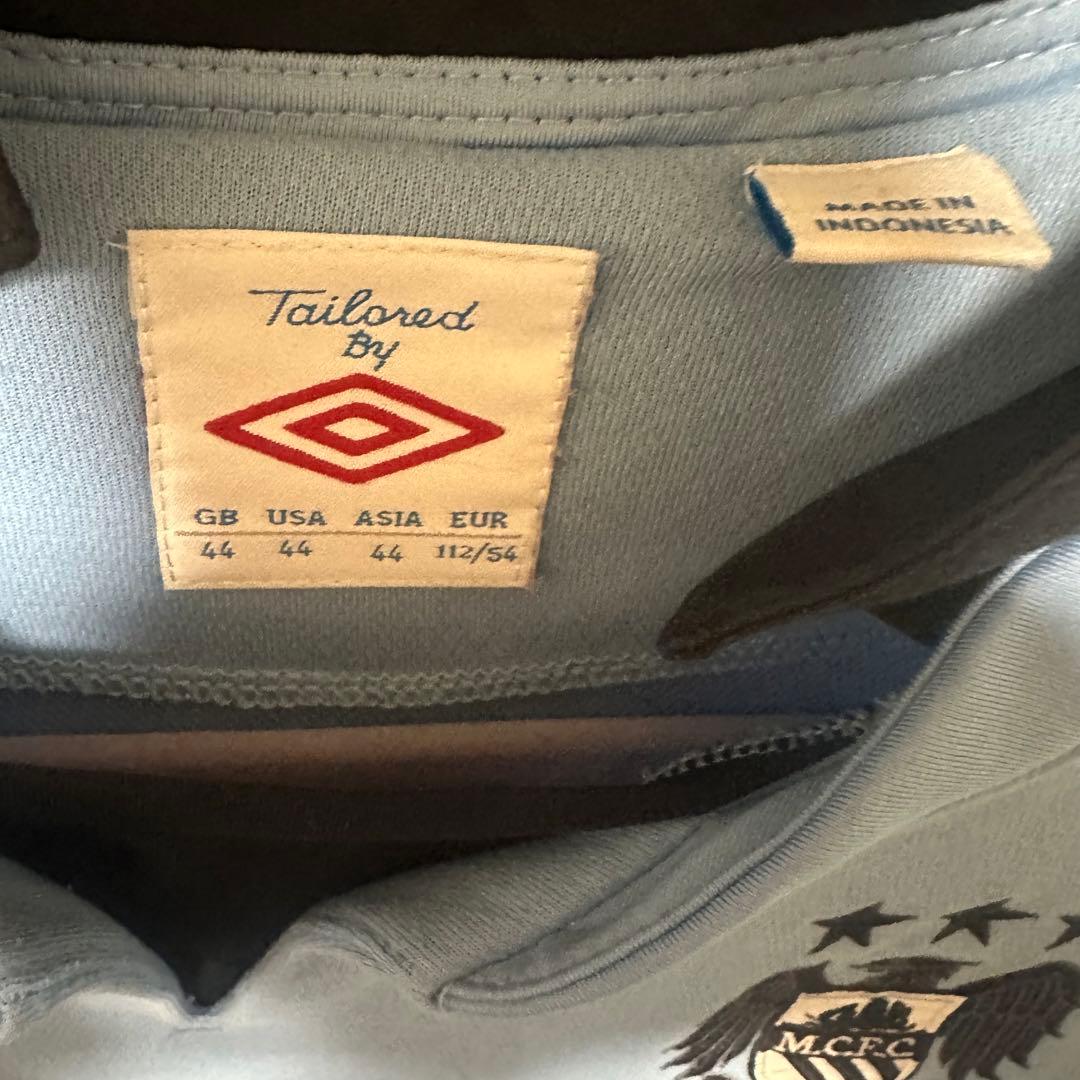 MADE IN
INDONESIA
Tailored
By
GB USA ASIA EUR
44 44 44 112/54
M.C.F.C